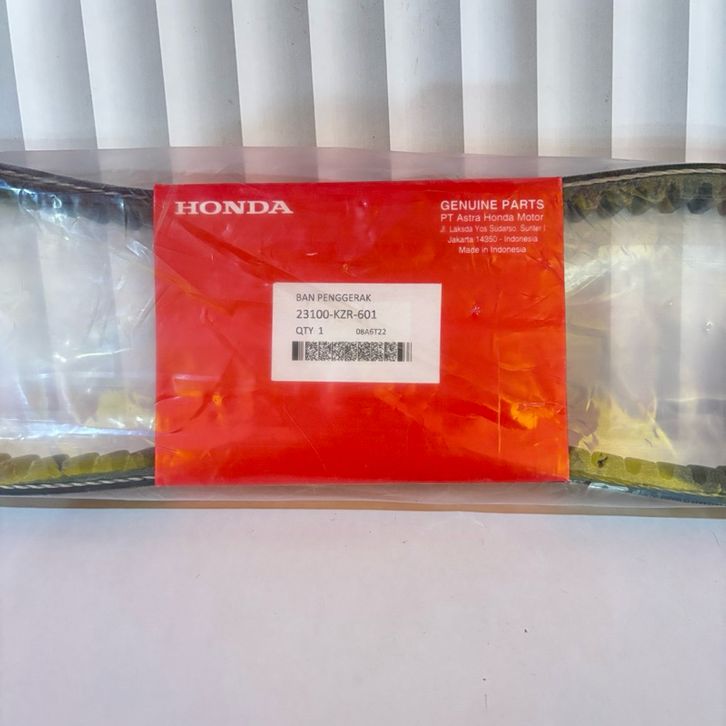 HONDA
GENUINE PARTS
PT Astra Honda Motor
Jl. Laksda Yos Sudarso, Sunter I
Jakarta 14350 - Indonesia
Made in Indonesia
BAN PENGGERAK
23100-KZR-601
QTY 1 D8A6T22